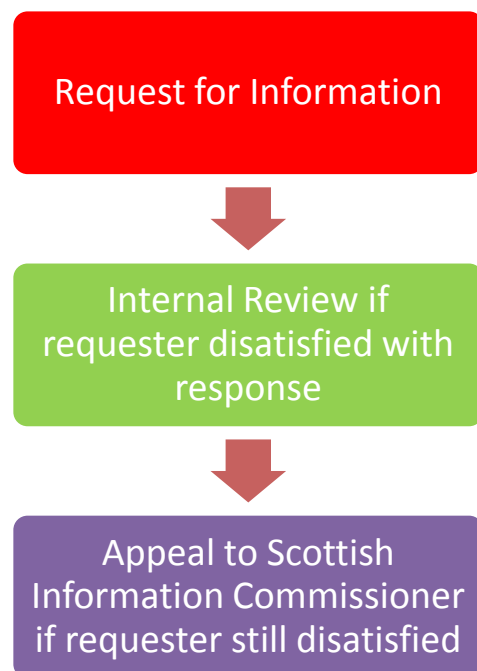 Request for Information
Internal Review if
requester disatisfied with
response
Appeal to Scottish
Information Commissioner
if requester still disatisfied